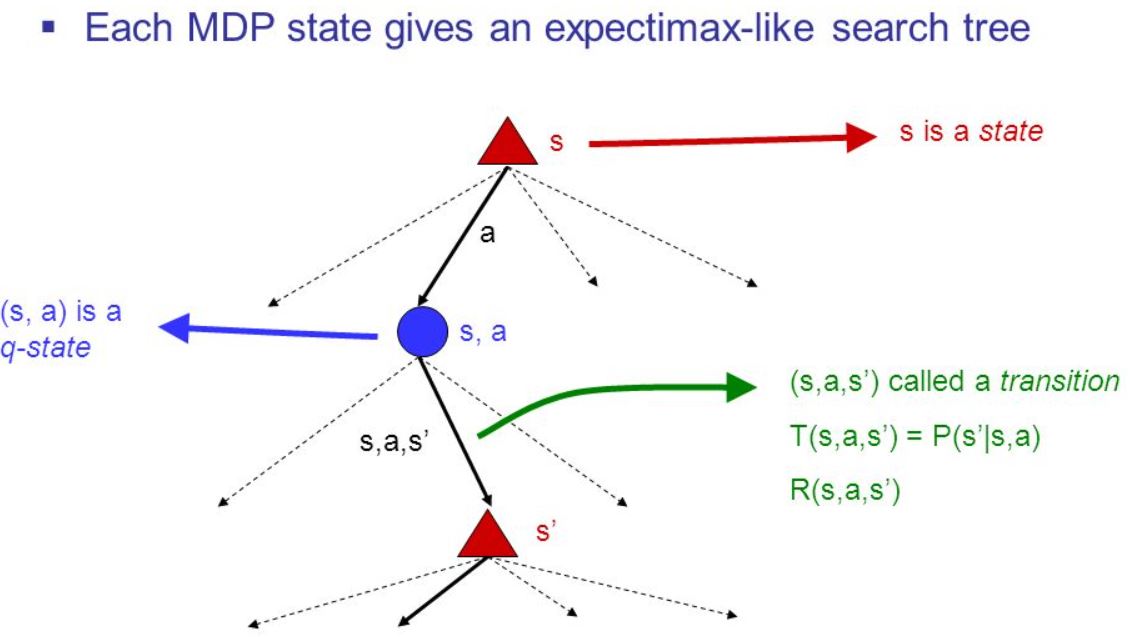 ▪ Each MDP state gives an expectimax-like search tree
s
s is a state
a
(s, a) is a
q-state
s, a
(s,a,s’) called a transition
s,a,s’
T(s,a,s’) = P(s’|s,a)
R(s,a,s’)
s’